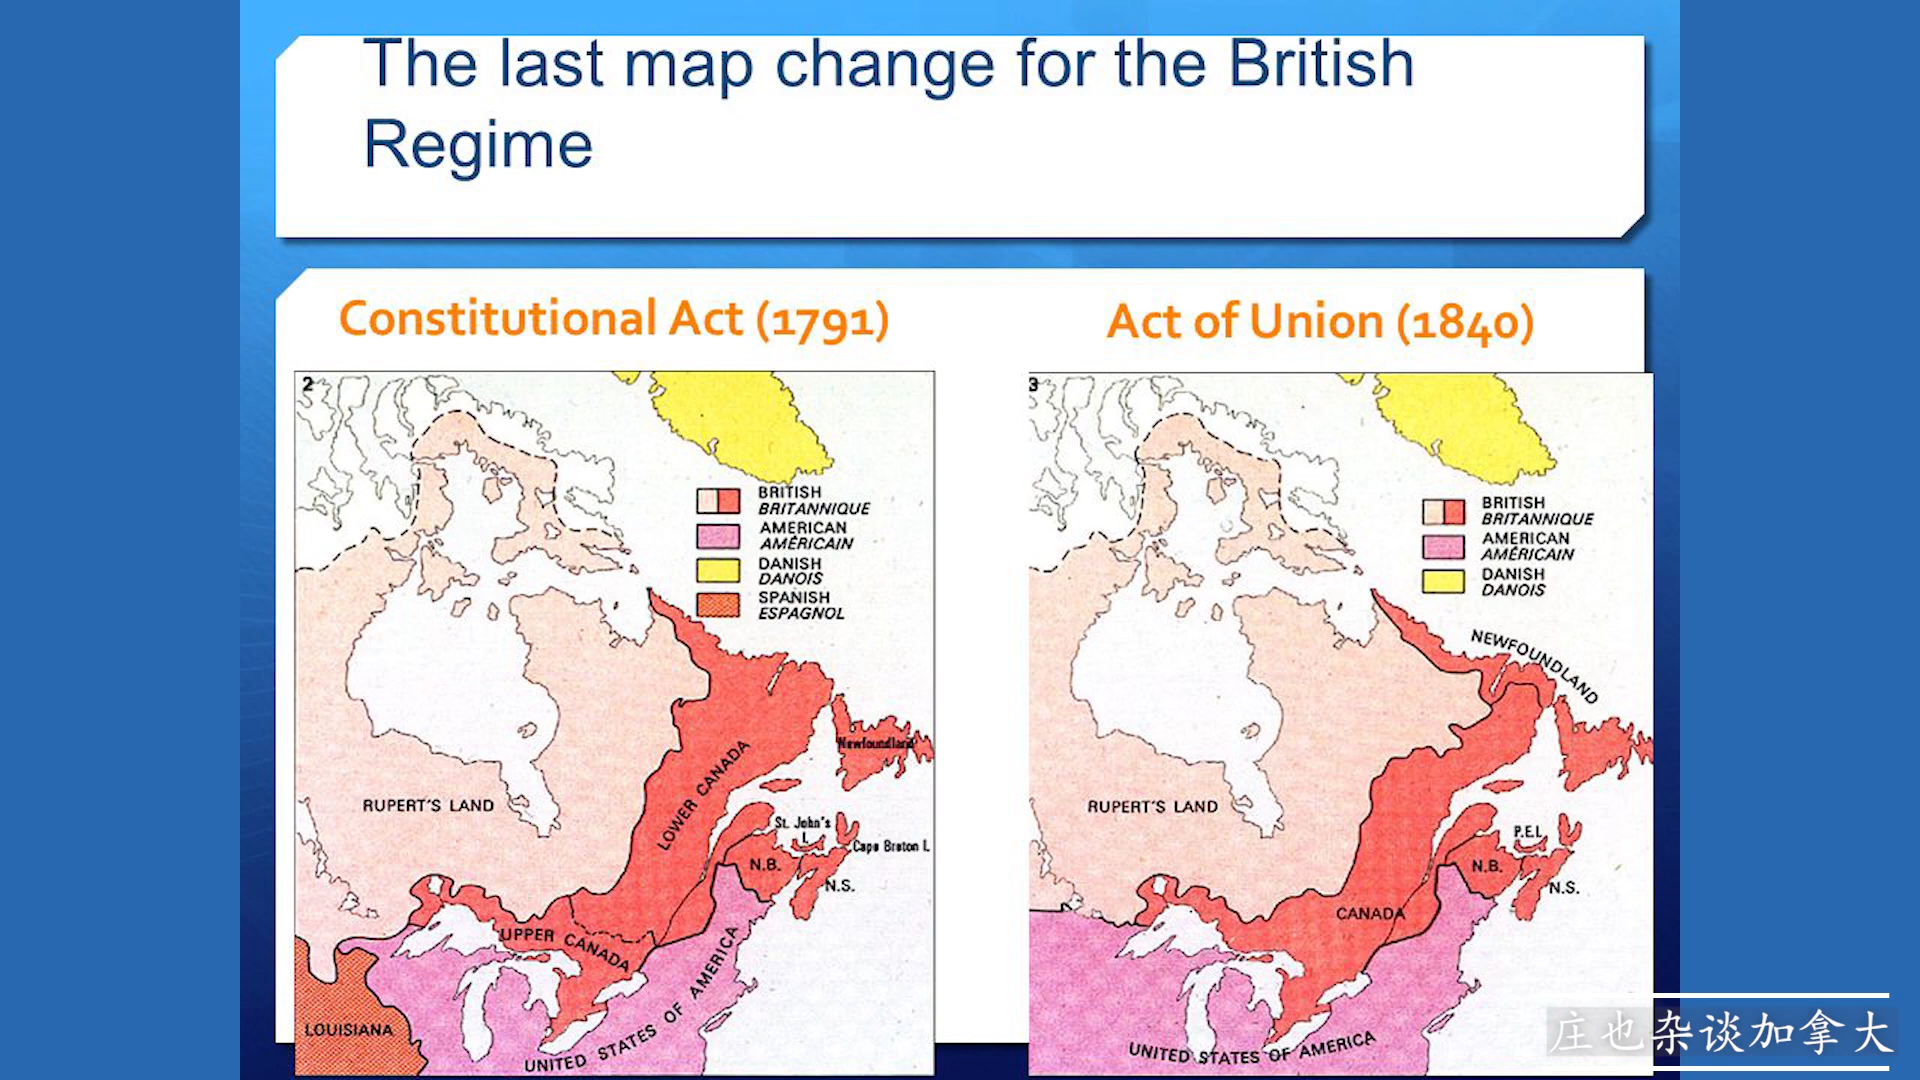 The last map change for the British
Regime
Constitutional Act (1791)
2
BRITISH
BRITANNIQUE
AMERICAN
AMÉRICAIN
DANISH
DANOIS
SPANISH
ESPAGNOL
Newfoundland
LOWER CANADA
RUPERT'S LAND
St. John's
I.
Cape Breton I.
N.B.
N.S.
UPPER CANADA
LOUISIANA
UNITED STATES OF AMERICA
Act of Union (1840)
3
BRITISH
BRITANNIQUE
AMERICAN
AMÉRICAIN
DANISH
DANOIS
NEWFOUNDLAND
RUPERT'S LAND
P.E.I.
N.B.
N.S.
CANADA
UNITED STATES OF AMERICA
庄也杂谈加拿大